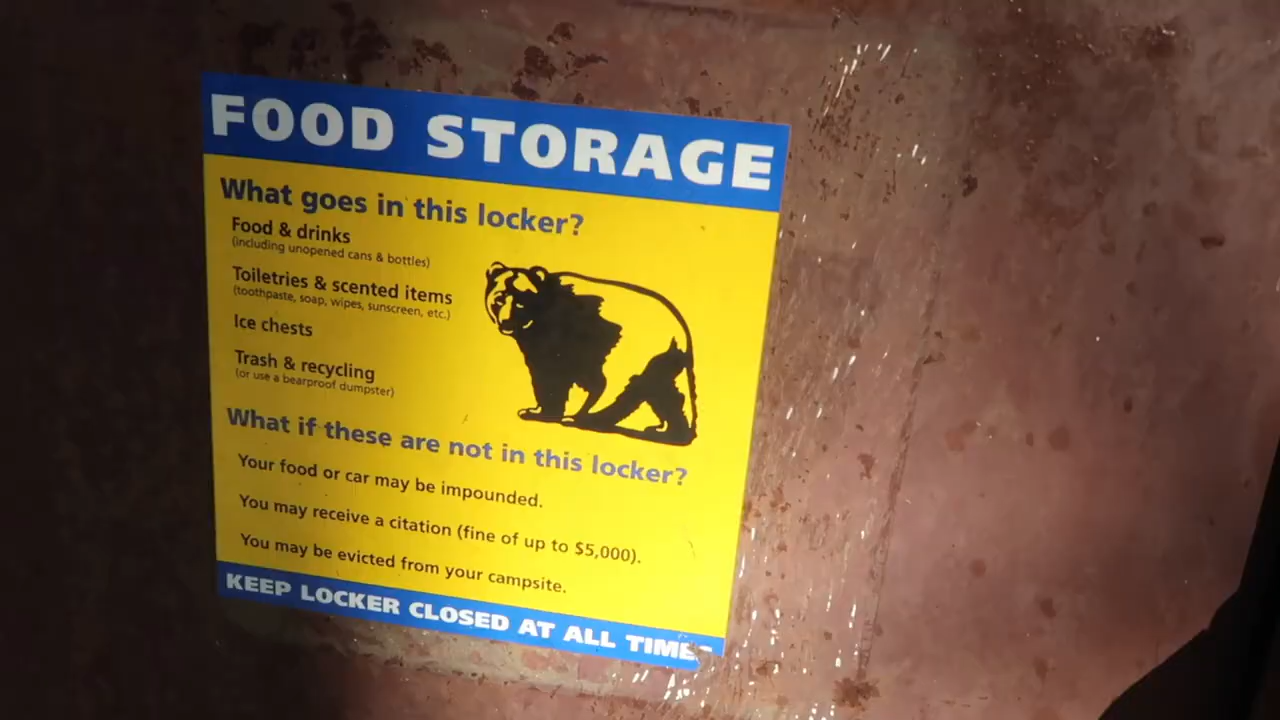 FOOD STORAGE
What goes in this locker?
Food & drinks
(including unopened cans & bottles)
Toiletries & scented items
(toothpaste, soap, wipes, sunscreen, etc.)
Ice chests
Trash & recycling
(or use a bearproof dumpster)
What if these are not in this locker?
Your food or car may be impounded.
You may receive a citation (fine of up to $5,000).
You may be evicted from your campsite.
KEEP LOCKER CLOSED AT ALL TIMES